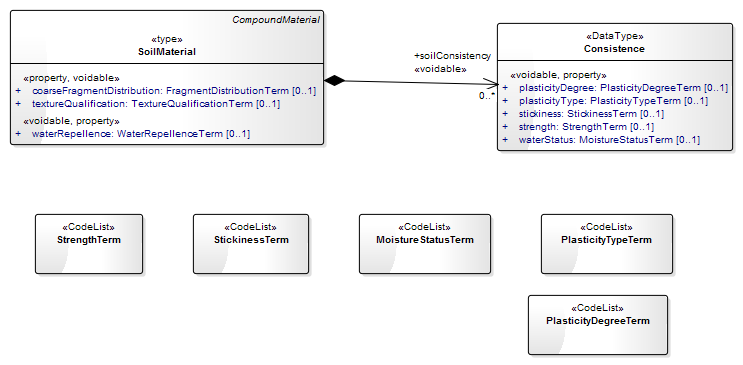 CompoundMaterial
«type»
SoilMaterial
«property, voidable»
+ coarseFragmentDistribution: FragmentDistributionTerm [0..1]
+ textureQualification: TextureQualificationTerm [0..1]
«voidable, property»
+ waterRepellence: WaterRepellenceTerm [0..1]
+soilConsistency
«voidable»
0..*
«DataType»
Consistence
«voidable, property»
+ plasticityDegree: PlasticityDegreeTerm [0..1]
+ plasticityType: PlasticityTypeTerm [0..1]
+ stickiness: StickinessTerm [0..1]
+ strength: StrengthTerm [0..1]
+ waterStatus: MoistureStatusTerm [0..1]
«CodeList»
StrengthTerm
«CodeList»
StickinessTerm
«CodeList»
MoistureStatusTerm
«CodeList»
PlasticityTypeTerm
«CodeList»
PlasticityDegreeTerm